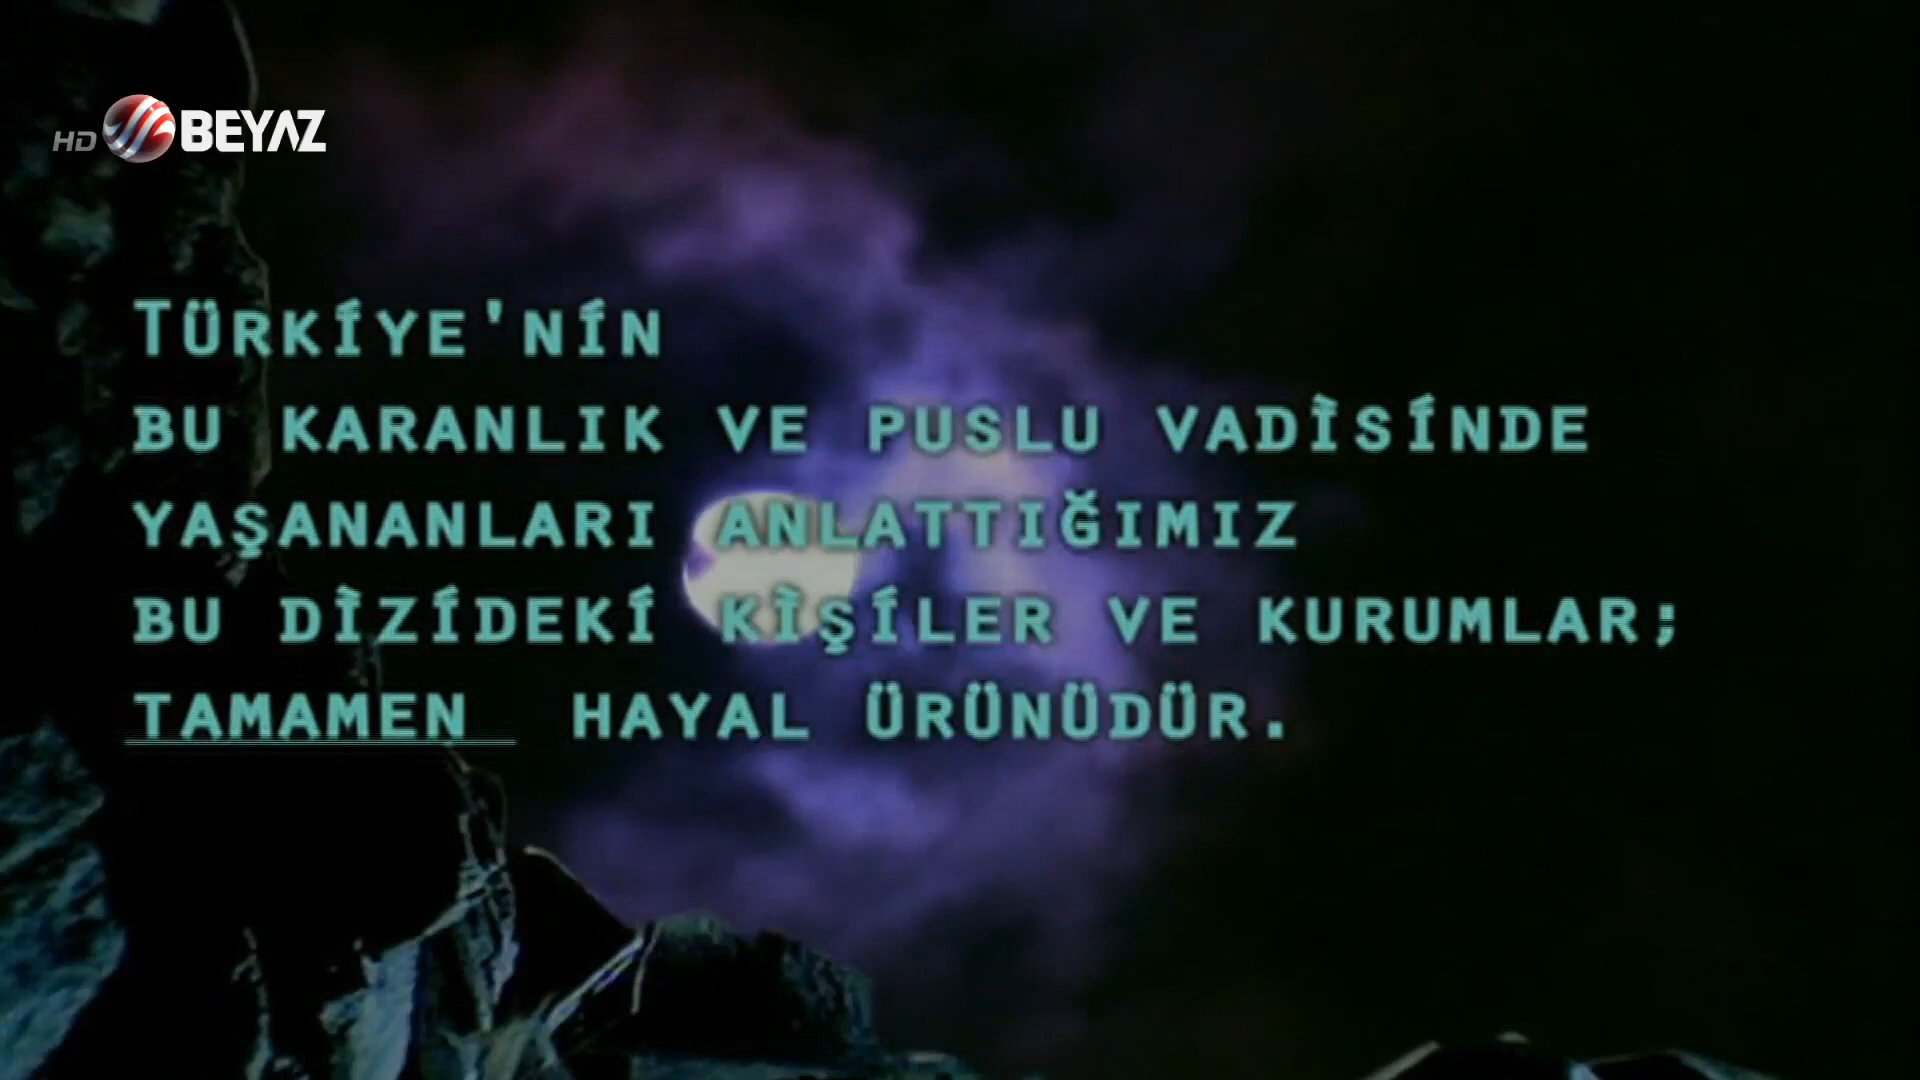 HD BEYAZ
TÜRKİYE'NİN
BU KARANLIK VE PUSLU VADİSİNDE
YAŞANANLARI ANLATTIĞIMIZ
BU DİZİDEKİ KİŞİLER VE KURUMLAR;
TAMAMEN HAYAL ÜRÜNÜDÜR.